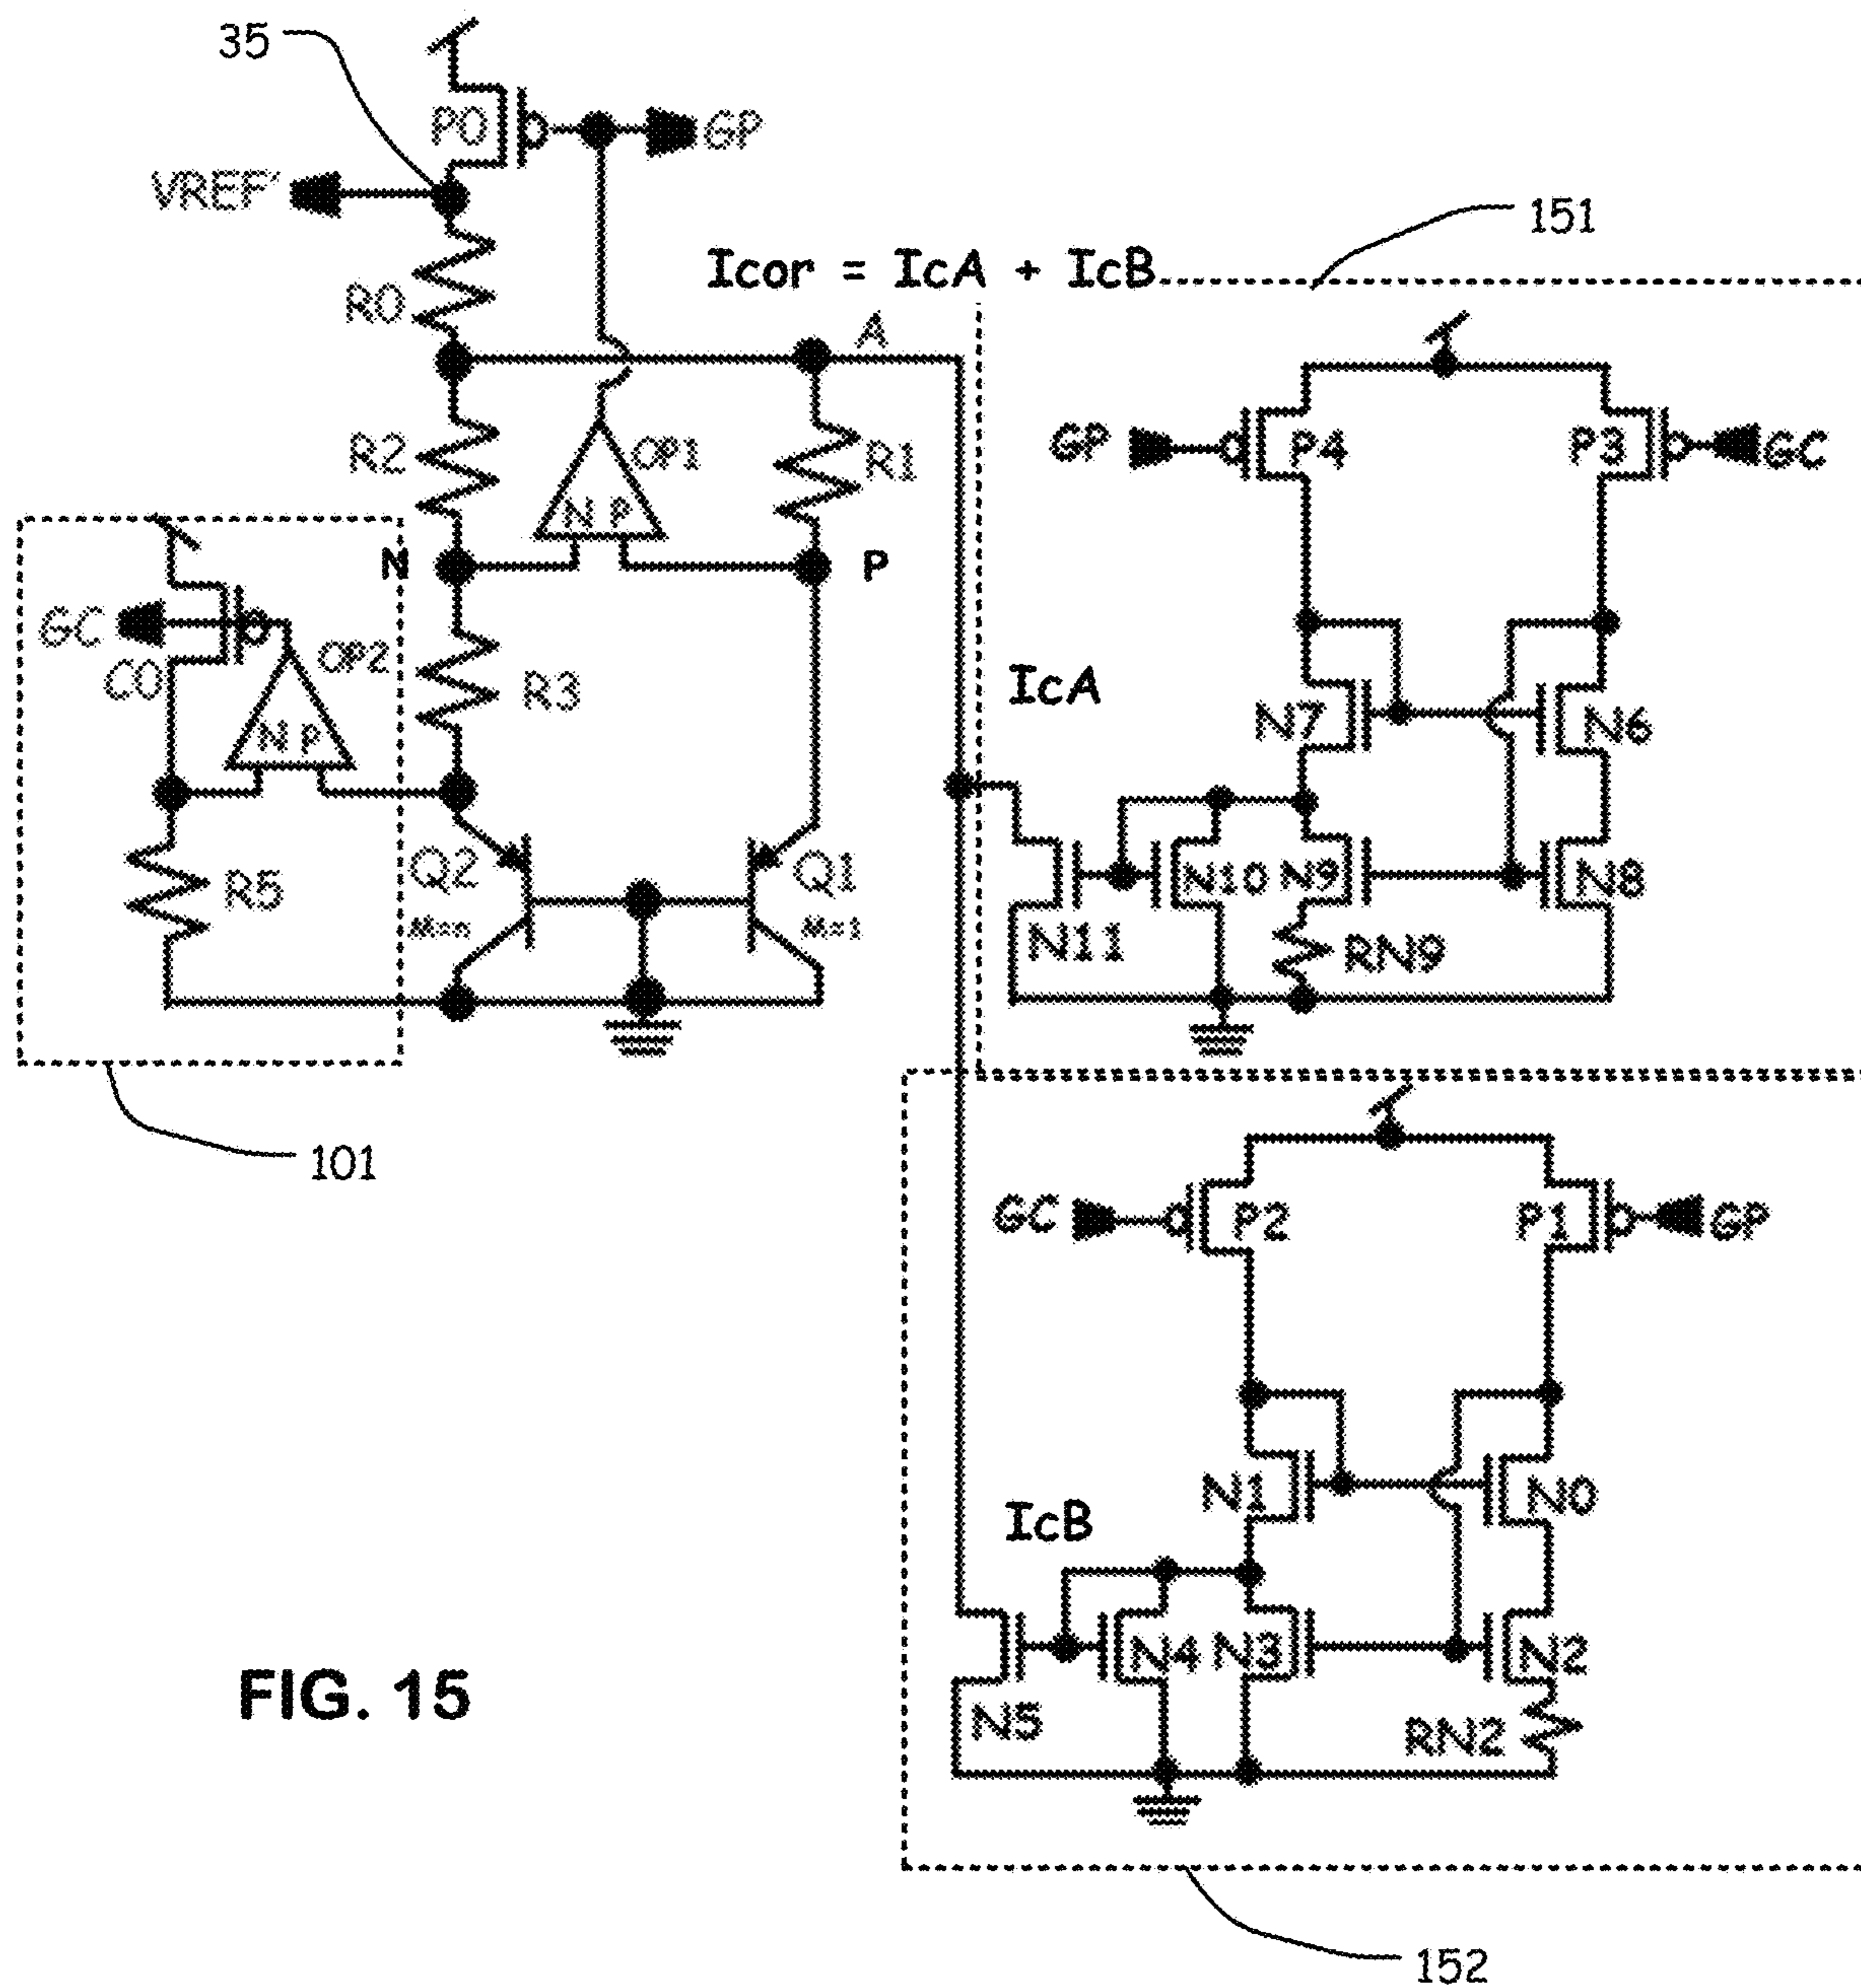 35
P0
GP
VREF'
R0
Icor = IcA + IcB
151
A
R2
OP1
R1
N P
N
P
GP
P4
P3
GC
GC
C0
OP2
N P
R3
IcA
N7
N6
R5
Q2
M=n
Q1
M=1
N11
N10
N9
N8
RN9
101
GC
P2
P1
GP
N1
N0
IcB
N5
N4
N3
N2
RN2
FIG. 15
152